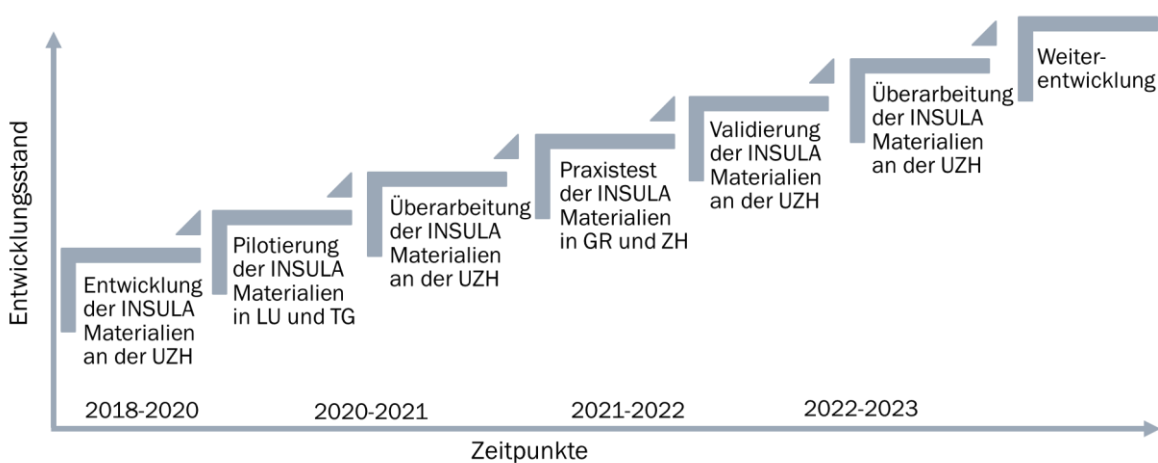 Entwicklungsstand
Entwicklung
der INSULA
Materialien
an der UZH
Pilotierung
der INSULA
Materialien
in LU und TG
Überarbeitung
der INSULA
Materialien
an der UZH
Praxistest
der INSULA
Materialien
in GR und ZH
Validierung
der INSULA
Materialien
an der UZH
Überarbeitung
der INSULA
Materialien
an der UZH
Weiter-
entwicklung
2018-2020
2020-2021
2021-2022
2022-2023
Zeitpunkte